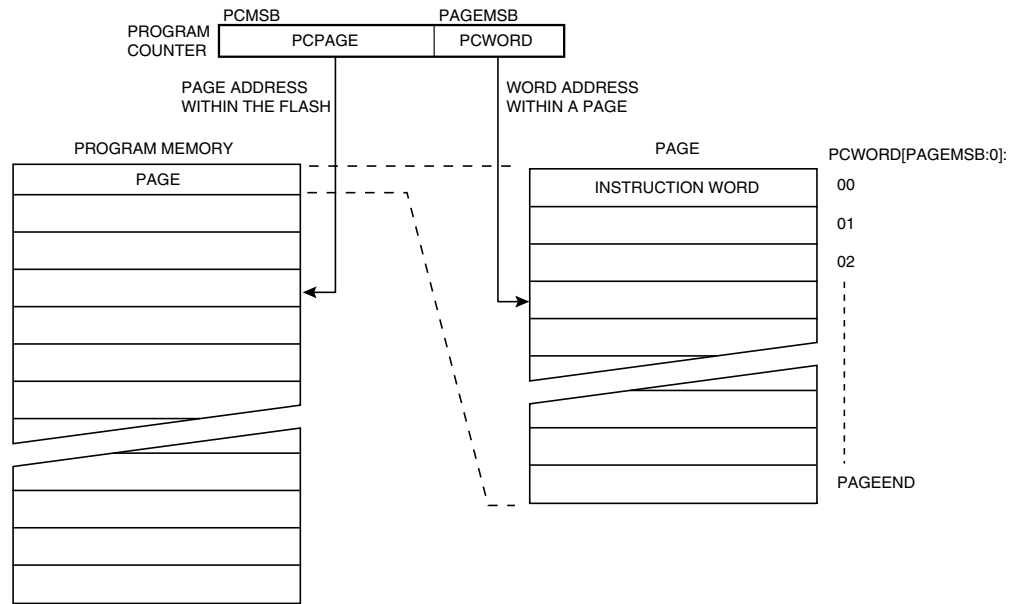 PCMSB PAGEMSB
PROGRAM
COUNTER
PCPAGE PCWORD
PAGE ADDRESS
WITHIN THE FLASH
WORD ADDRESS
WITHIN A PAGE
PROGRAM MEMORY
PAGE
PAGE
PCWORD[PAGEMSB:0]:
INSTRUCTION WORD
00
01
02
PAGEEND